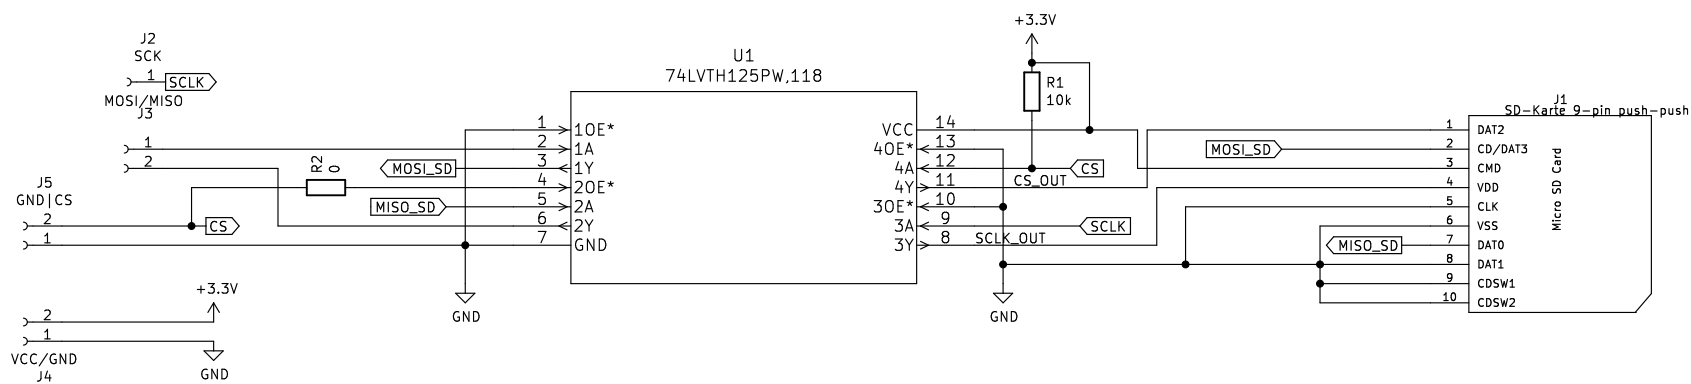 J2
SCK
1 SCLK
MOSI/MISO
J3
1
2
R2
0
J5
GND|CS
2
CS
1
+3.3V
2
1
VCC/GND
J4
GND
U1
74LVTH125PW,118
1 1OE*
2 1A
MOSI_SD 3 1Y
4 2OE*
MISO_SD 5 2A
6 2Y
7 GND
GND
VCC 14
4OE* 13
4A 12 CS
4Y 11 CS_OUT
3OE* 10
3A 9 SCLK
3Y 8 SCLK_OUT
GND
+3.3V
R1
10k
J1
SD-Karte 9-pin push-push
1 DAT2
MOSI_SD 2 CD/DAT3
3 CMD
4 VDD
5 CLK
6 VSS
MISO_SD 7 DAT0
8 DAT1
9 CDSW1
10 CDSW2
Micro SD Card